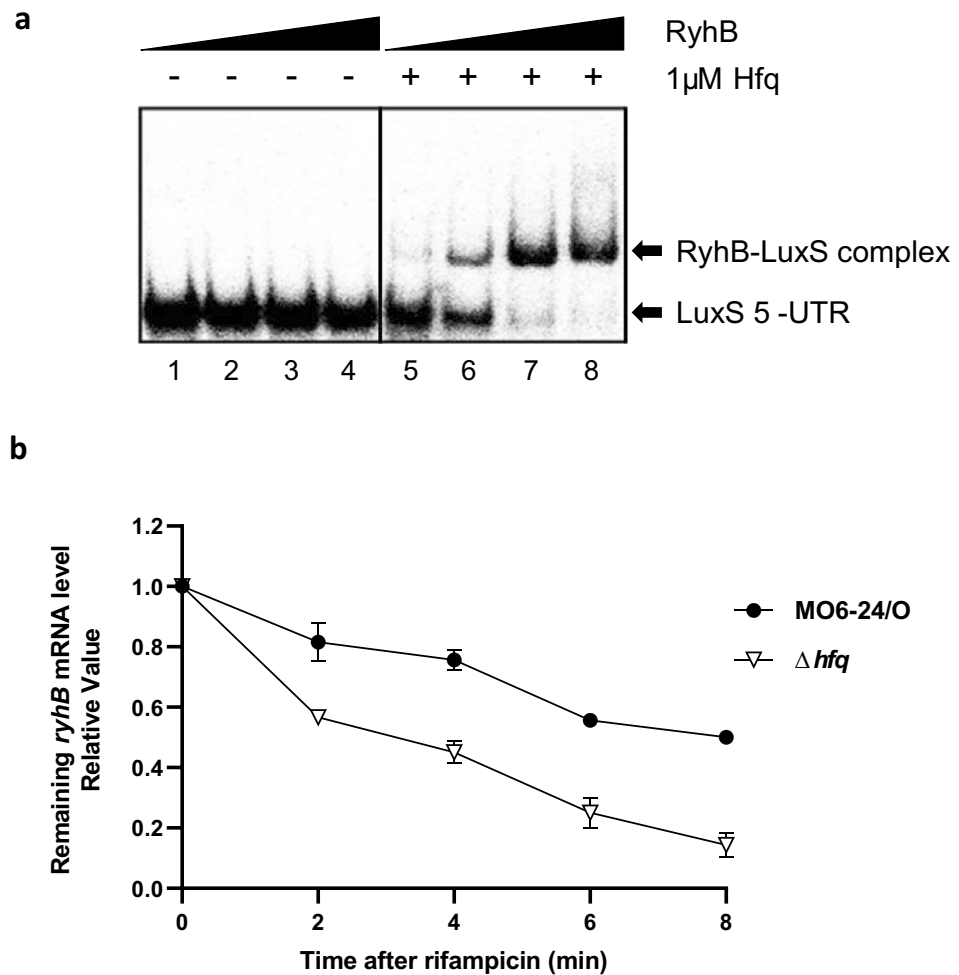 a
RyhB
- - - - + + + + 1µM Hfq
RyhB-LuxS complex
LuxS 5 -UTR
1 2 3 4 5 6 7 8
b
Remaining ryhB mRNA level
Relative Value
1.2
1.0
0.8
0.6
0.4
0.2
0.0
0 2 4 6 8
Time after rifampicin (min)
MO6-24/O
Δhfq